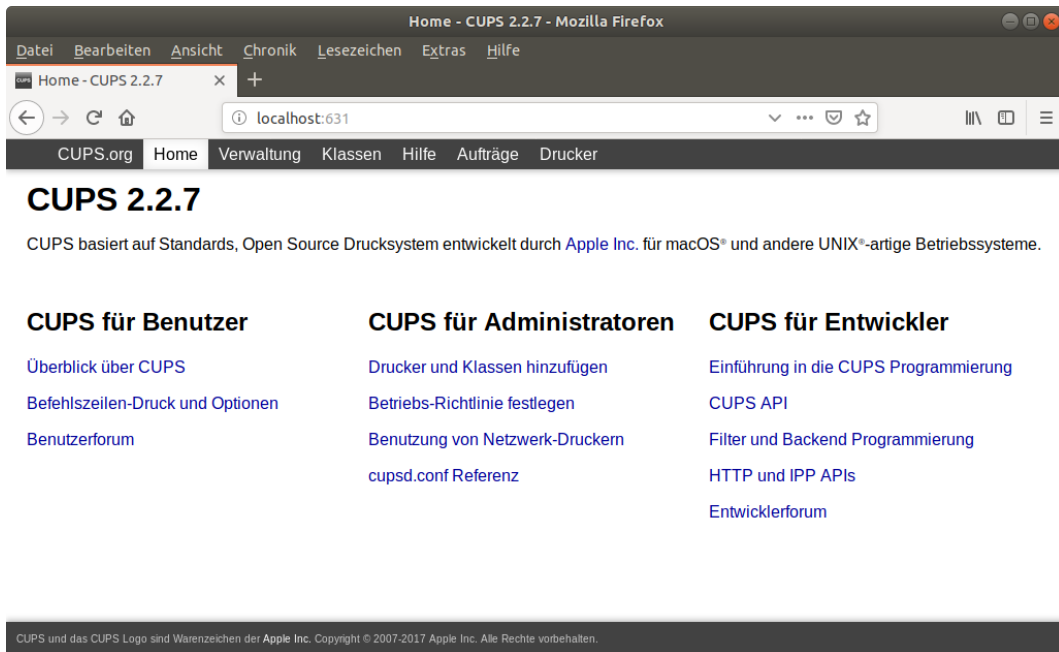 Home - CUPS 2.2.7 - Mozilla Firefox
Datei Bearbeiten Ansicht Chronik Lesezeichen Extras Hilfe
CUPS Home - CUPS 2.2.7
localhost:631
CUPS.org Home Verwaltung Klassen Hilfe Aufträge Drucker
CUPS 2.2.7
CUPS basiert auf Standards, Open Source Drucksystem entwickelt durch Apple Inc. für macOS® und andere UNIX®-artige Betriebssysteme.
CUPS für Benutzer
Überblick über CUPS
Befehlszeilen-Druck und Optionen
Benutzerforum
CUPS für Administratoren
Drucker und Klassen hinzufügen
Betriebs-Richtlinie festlegen
Benutzung von Netzwerk-Druckern
cupsd.conf Referenz
CUPS für Entwickler
Einführung in die CUPS Programmierung
CUPS API
Filter und Backend Programmierung
HTTP und IPP APIs
Entwicklerforum
CUPS und das CUPS Logo sind Warenzeichen der Apple Inc. Copyright © 2007-2017 Apple Inc. Alle Rechte vorbehalten.